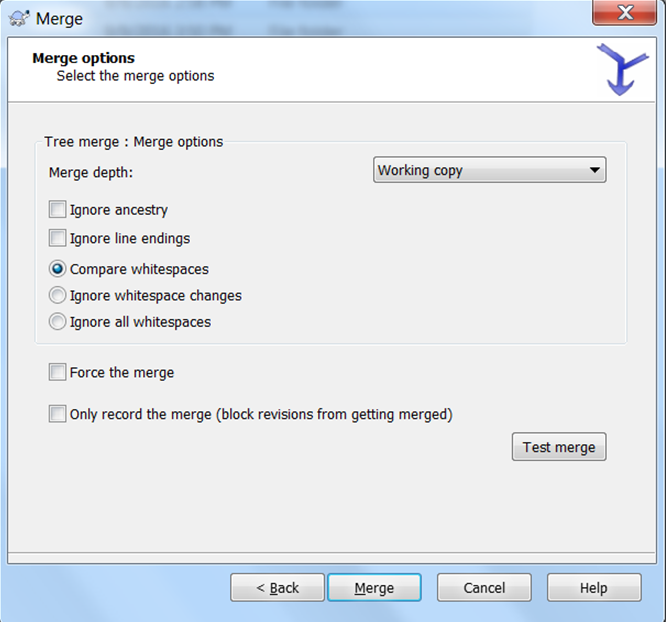 Merge
Merge options
Select the merge options
Tree merge : Merge options
Merge depth:
Working copy
Ignore ancestry
Ignore line endings
Compare whitespaces
Ignore whitespace changes
Ignore all whitespaces
Force the merge
Only record the merge (block revisions from getting merged)
Test merge
< Back
Merge
Cancel
Help